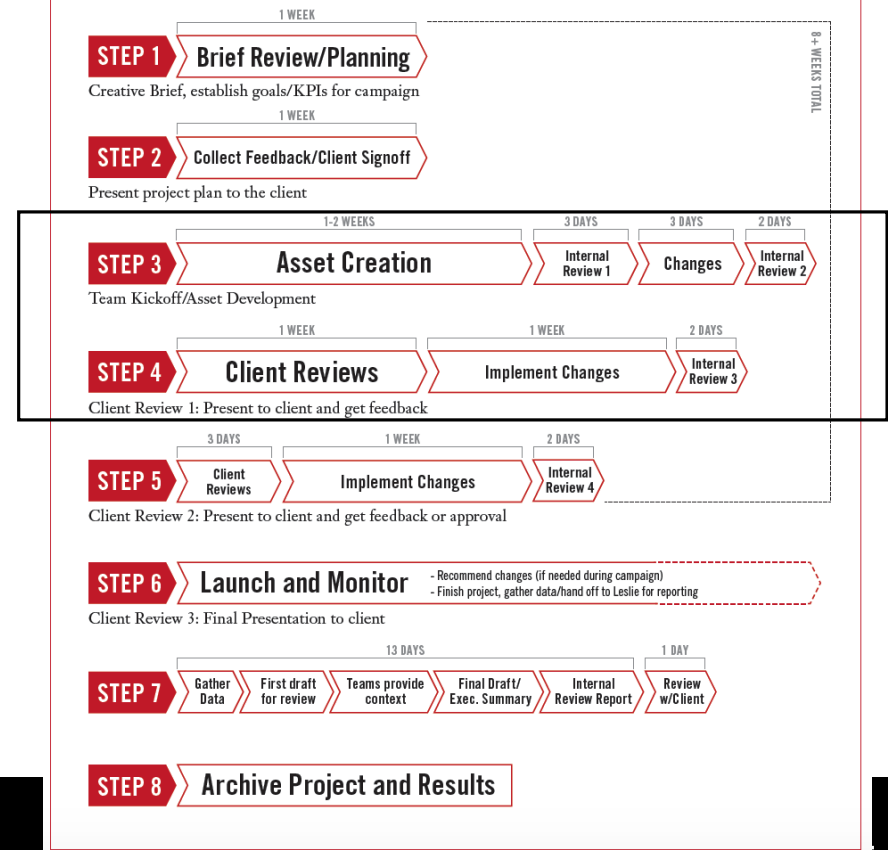 1 WEEK
STEP 1 Brief Review/Planning
Creative Brief, establish goals/KPIs for campaign
8+ WEEKS TOTAL
1 WEEK
STEP 2 Collect Feedback/Client Signoff
Present project plan to the client
1-2 WEEKS 3 DAYS 3 DAYS 2 DAYS
STEP 3 Asset Creation Internal Review 1 Changes Internal Review 2
Team Kickoff/Asset Development
1 WEEK 1 WEEK 2 DAYS
STEP 4 Client Reviews Implement Changes Internal Review 3
Client Review 1: Present to client and get feedback
3 DAYS 1 WEEK 2 DAYS
STEP 5 Client Reviews Implement Changes Internal Review 4
Client Review 2: Present to client and get feedback or approval
STEP 6 Launch and Monitor
- Recommend changes (if needed during campaign)
- Finish project, gather data/hand off to Leslie for reporting
Client Review 3: Final Presentation to client
13 DAYS 1 DAY
STEP 7 Gather Data First draft for review Teams provide context Final Draft/ Exec. Summary Internal Review Report Review w/Client
STEP 8 Archive Project and Results